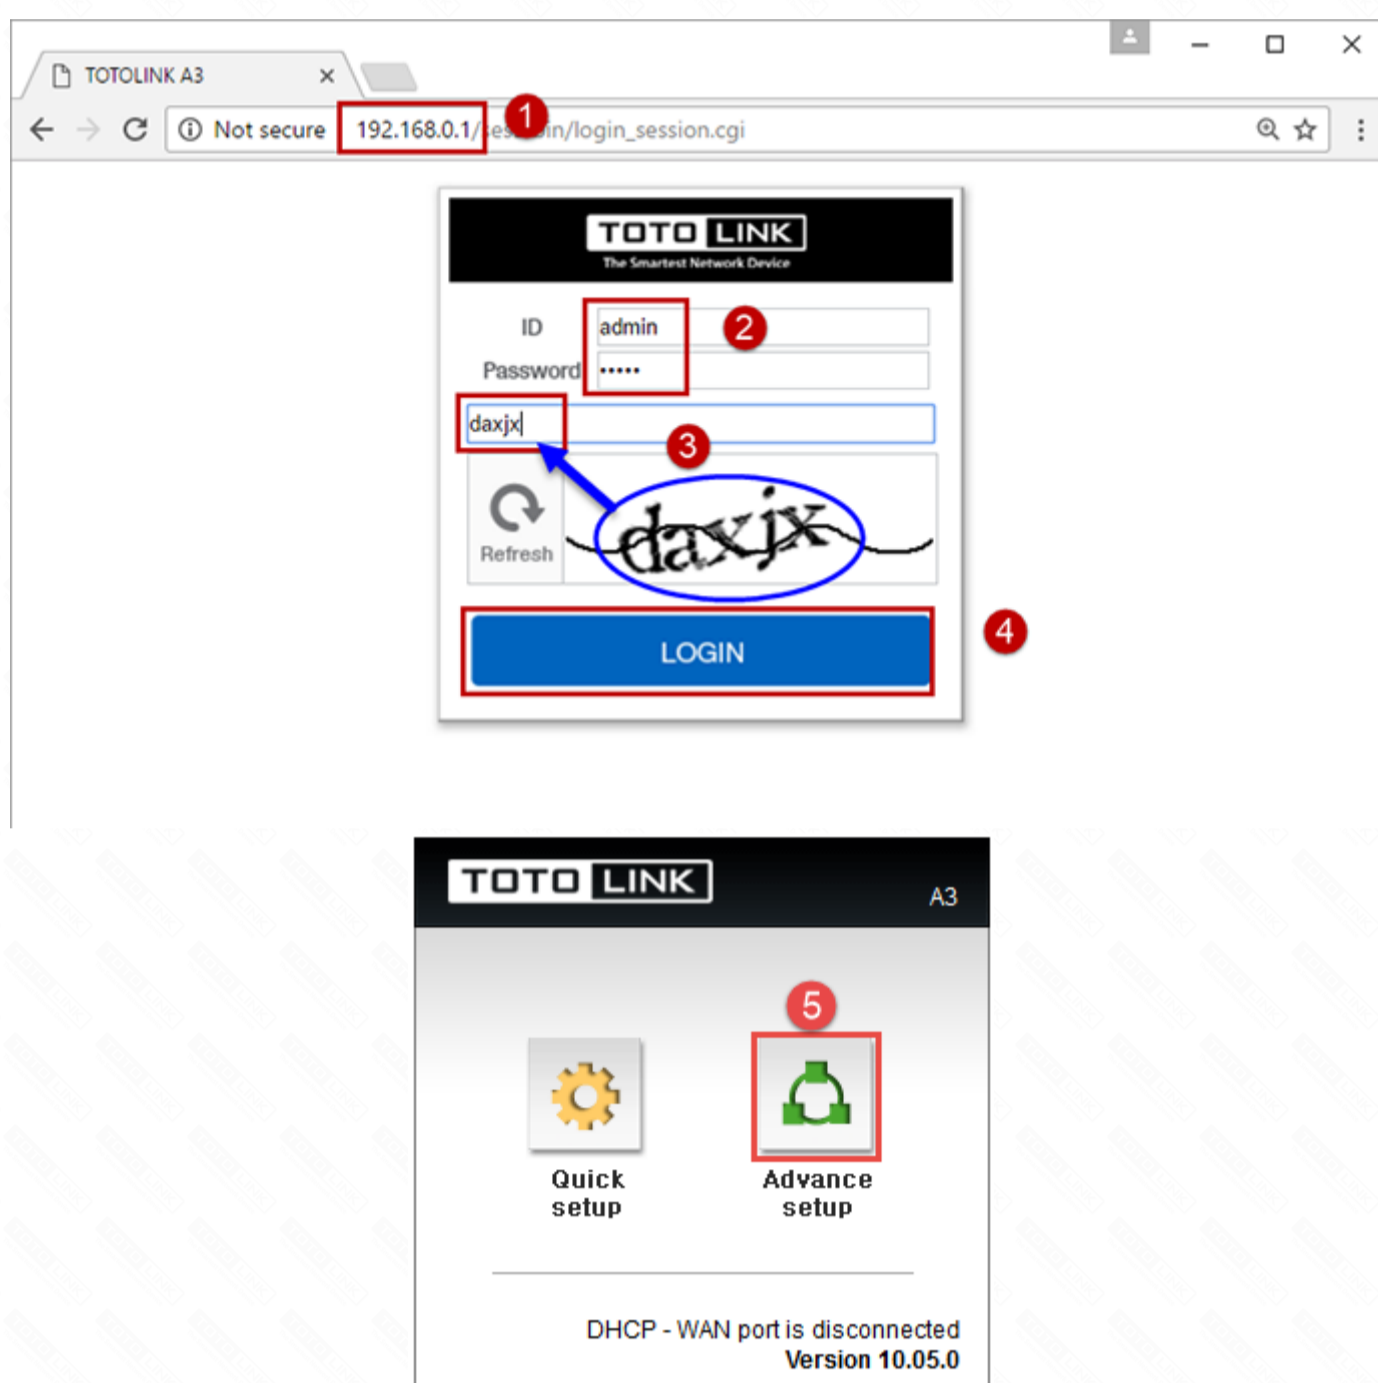 TOTOLINK A3
Not secure 192.168.0.1/ in/login_session.cgi
1
TOTO LINK
The Smartest Network Device
ID admin
2
Password •••••
daxjx
3
daxjx
Refresh
LOGIN
4
TOTO LINK
A3
5
Quick setup
Advance setup
DHCP - WAN port is disconnected
Version 10.05.0